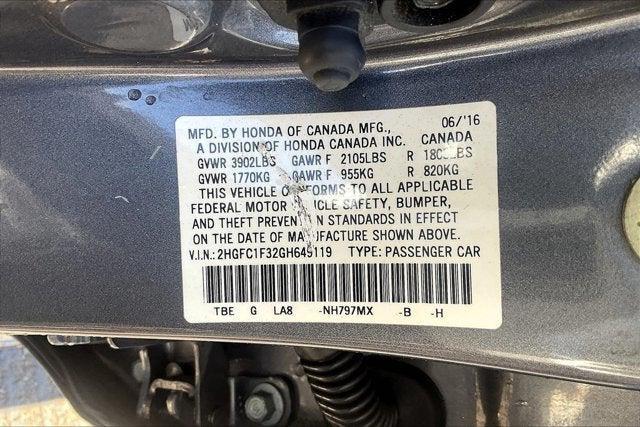 MFD. BY HONDA OF CANADA MFG., 06/'16
A DIVISION OF HONDA CANADA INC. CANADA
GVWR 3902LBS GAWR F 2105LBS R 1808LBS
GVWR 1770KG GAWR F 955KG R 820KG
THIS VEHICLE CONFORMS TO ALL APPLICABLE
FEDERAL MOTOR VEHICLE SAFETY, BUMPER,
AND THEFT PREVENTION STANDARDS IN EFFECT
ON THE DATE OF MANUFACTURE SHOWN ABOVE.
V.I.N.: 2HGFC1F32GH649119 TYPE: PASSENGER CAR
TBE G LA8 -NH797MX -B -H